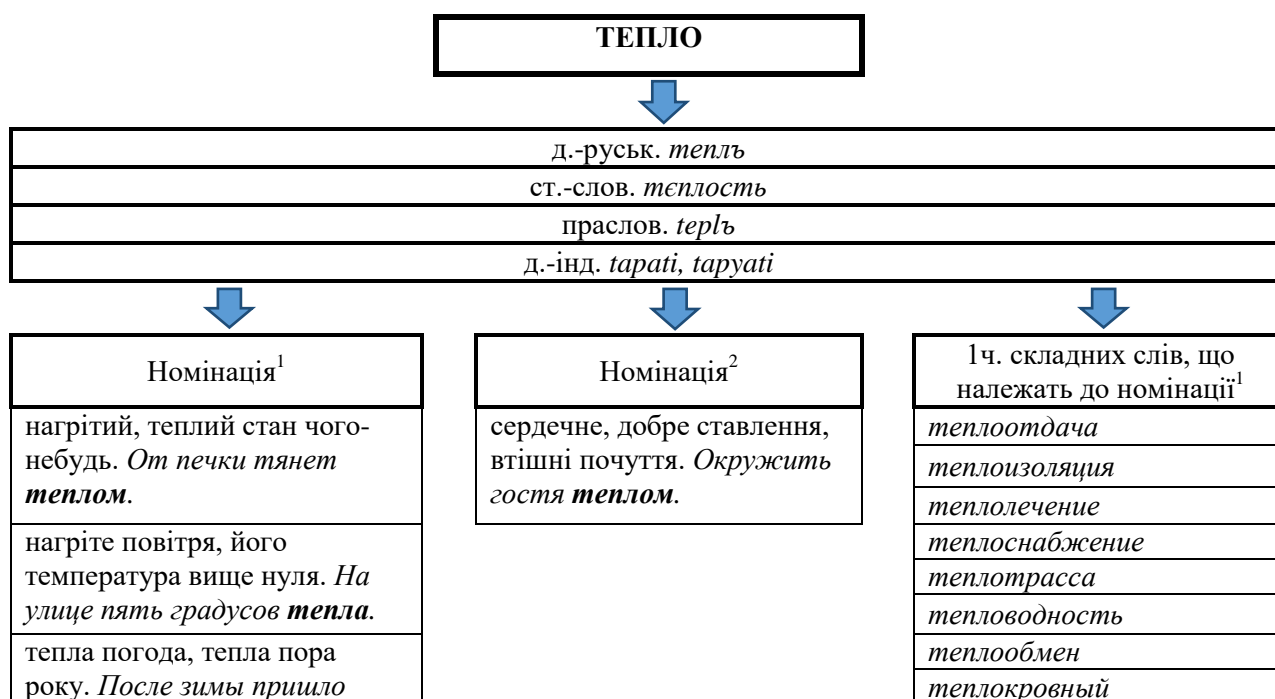 ТЕПЛО
д.-руськ. теплъ
ст.-слов. тєплость
праслов. teplъ
д.-інд. tapati, tapyati
Номінація1
нагрітий, теплий стан чого-
небудь. От печки тянет
теплом.
нагріте повітря, його
температура вище нуля. На
улице пять градусов тепла.
тепла погода, тепла пора
року. После зимы пришло
Номінація2
сердечне, добре ставлення,
втішні почуття. Окружить
гостя теплом.
1ч. складних слів, що
належать до номінації1
теплоотдача
теплоизоляция
теплолечение
теплоснабжение
теплотрасса
тепловодность
теплообмен
теплокровный